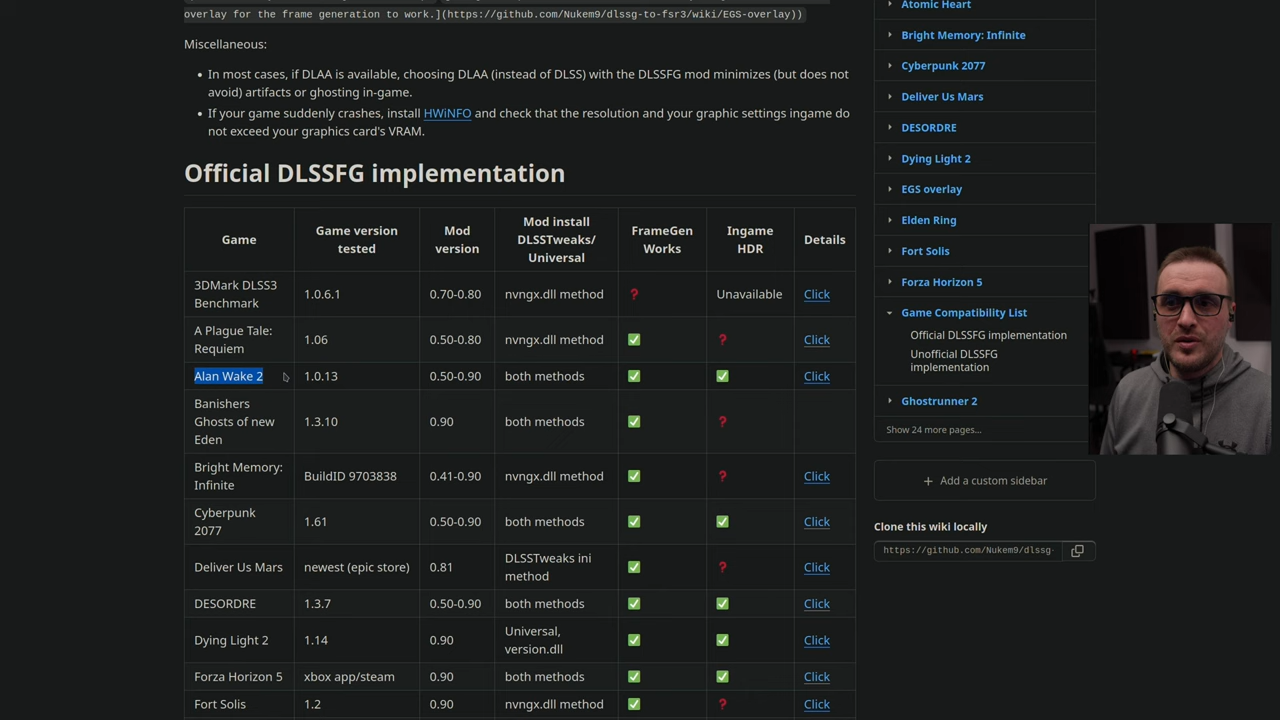 overlay for the frame generation to work.](https://github.com/Nukem9/dlssg-to-fsr3/wiki/EGS-overlay))
Miscellaneous:
• In most cases, if DLAA is available, choosing DLAA (instead of DLSS) with the DLSSFG mod minimizes (but does not
avoid) artifacts or ghosting in-game.
• If your game suddenly crashes, install HWiNFO and check that the resolution and your graphic settings ingame do
not exceed your graphics card's VRAM.
Official DLSSFG implementation
Game
Game version
tested
Mod
version
Mod install
DLSSTweaks/
Universal
FrameGen
Works
Ingame
HDR
Details
3DMark DLSS3
Benchmark
1.0.6.1
0.70-0.80
nvngx.dll method
❓
Unavailable
Click
A Plague Tale:
Requiem
1.06
0.50-0.80
nvngx.dll method
✅
❓
Click
Alan Wake 2
1.0.13
0.50-0.90
both methods
✅
✅
Click
Banishers
Ghosts of new
Eden
1.3.10
0.90
both methods
✅
❓
Bright Memory:
Infinite
BuildID 9703838
0.41-0.90
nvngx.dll method
✅
❓
Click
Cyberpunk
2077
1.61
0.50-0.90
both methods
✅
✅
Click
Deliver Us Mars
newest (epic store)
0.81
DLSSTweaks ini
method
✅
❓
Click
DESORDRE
1.3.7
0.50-0.90
both methods
✅
✅
Click
Dying Light 2
1.14
0.90
Universal,
version.dll
✅
✅
Click
Forza Horizon 5
xbox app/steam
0.90
both methods
✅
✅
Click
Fort Solis
1.2
0.90
nvngx.dll method
✅
❓
Click
Atomic Heart
Bright Memory: Infinite
Cyberpunk 2077
Deliver Us Mars
DESORDRE
Dying Light 2
EGS overlay
Elden Ring
Fort Solis
Forza Horizon 5
Game Compatibility List
Official DLSSFG implementation
Unofficial DLSSFG
implementation
Ghostrunner 2
Show 24 more pages...
+ Add a custom sidebar
Clone this wiki locally
https://github.com/Nukem9/dlssg-